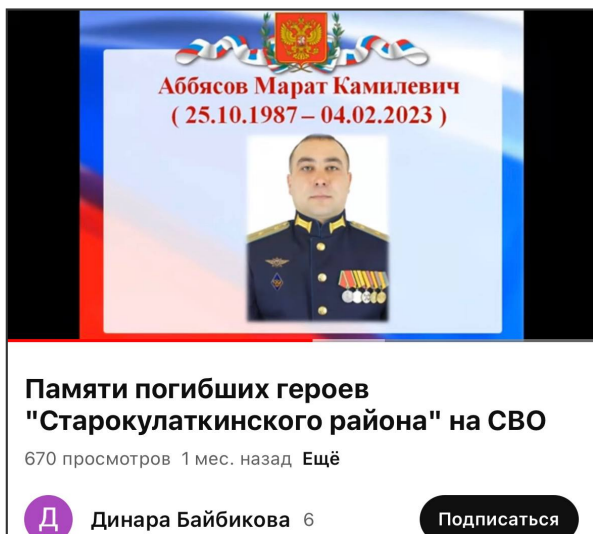 Аббясов Марат Камилевич
( 25.10.1987 – 04.02.2023 )
Памяти погибших героев
"Старокулаткинского района" на СВО
670 просмотров 1 мес. назад Ещё
Д Динара Байбикова 6 Подписаться